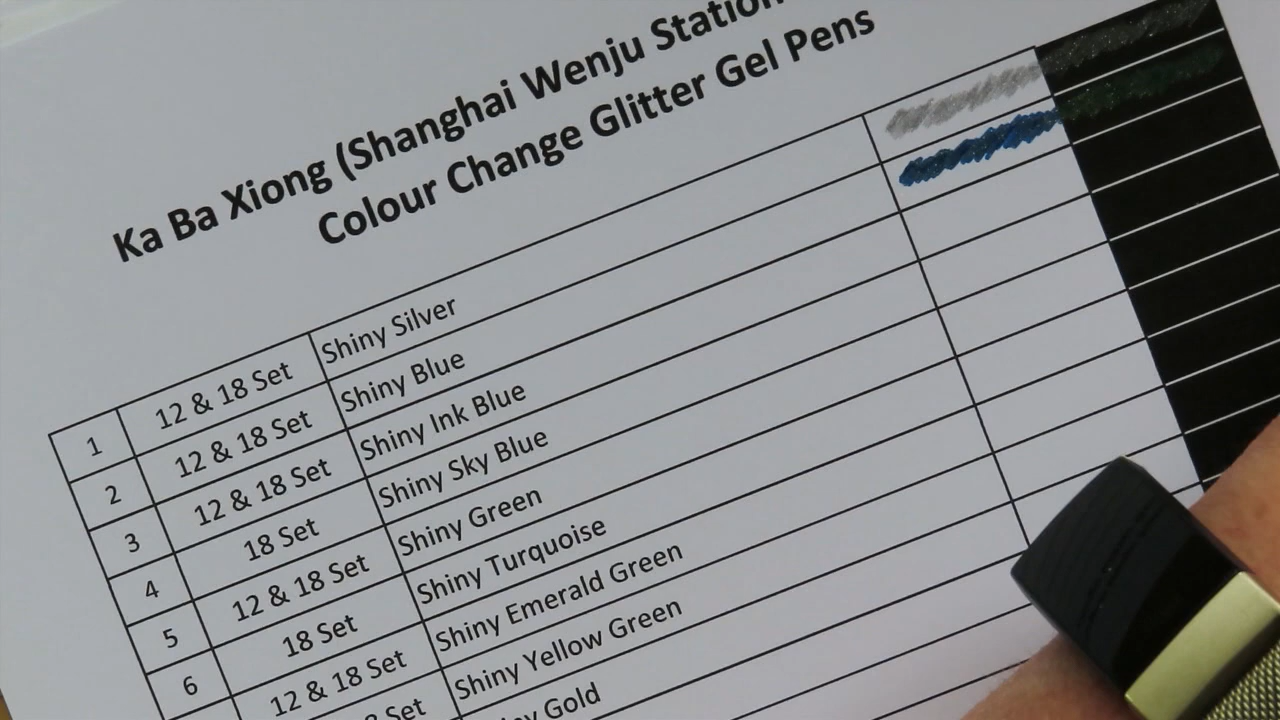 Ka Ba Xiong (Shanghai Wenju Station
Colour Change Glitter Gel Pens
1 12 & 18 Set Shiny Silver
2 12 & 18 Set Shiny Blue
3 12 & 18 Set Shiny Ink Blue
4 18 Set Shiny Sky Blue
5 12 & 18 Set Shiny Green
6 18 Set Shiny Turquoise
12 & 18 Set Shiny Emerald Green
Set Shiny Yellow Green
Gold